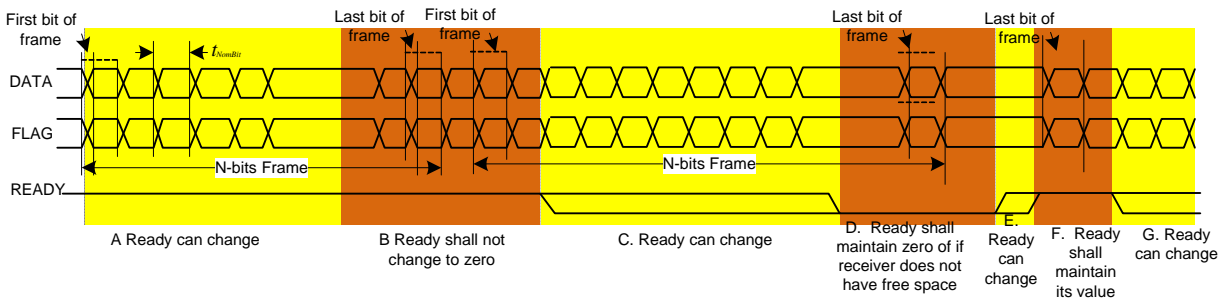 First bit of
frame
t NomBit
Last bit of
frame
First bit of
frame
Last bit of
frame
Last bit of
frame
DATA
FLAG
N-bits Frame
N-bits Frame
READY
A Ready can change
B Ready shall not
change to zero
C. Ready can change
D. Ready shall
maintain zero of if
receiver does not
have free space
E.
Ready
can
change
F. Ready
shall
maintain
its value
G. Ready
can change